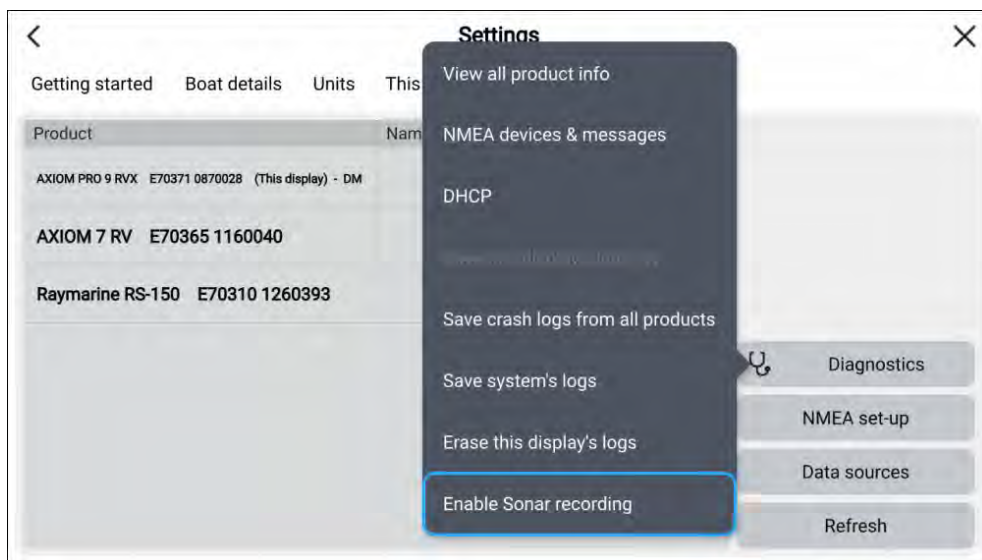 Settings
Getting started Boat details Units This
Product Nam
AXIOM PRO 9 RVX E70371 0870028 (This display) - DM
AXIOM 7 RV E70365 1160040
Raymarine RS-150 E70310 1260393
View all product info
NMEA devices & messages
DHCP
Save crash logs from all products
Save system's logs
Erase this display's logs
Enable Sonar recording
Diagnostics
NMEA set-up
Data sources
Refresh